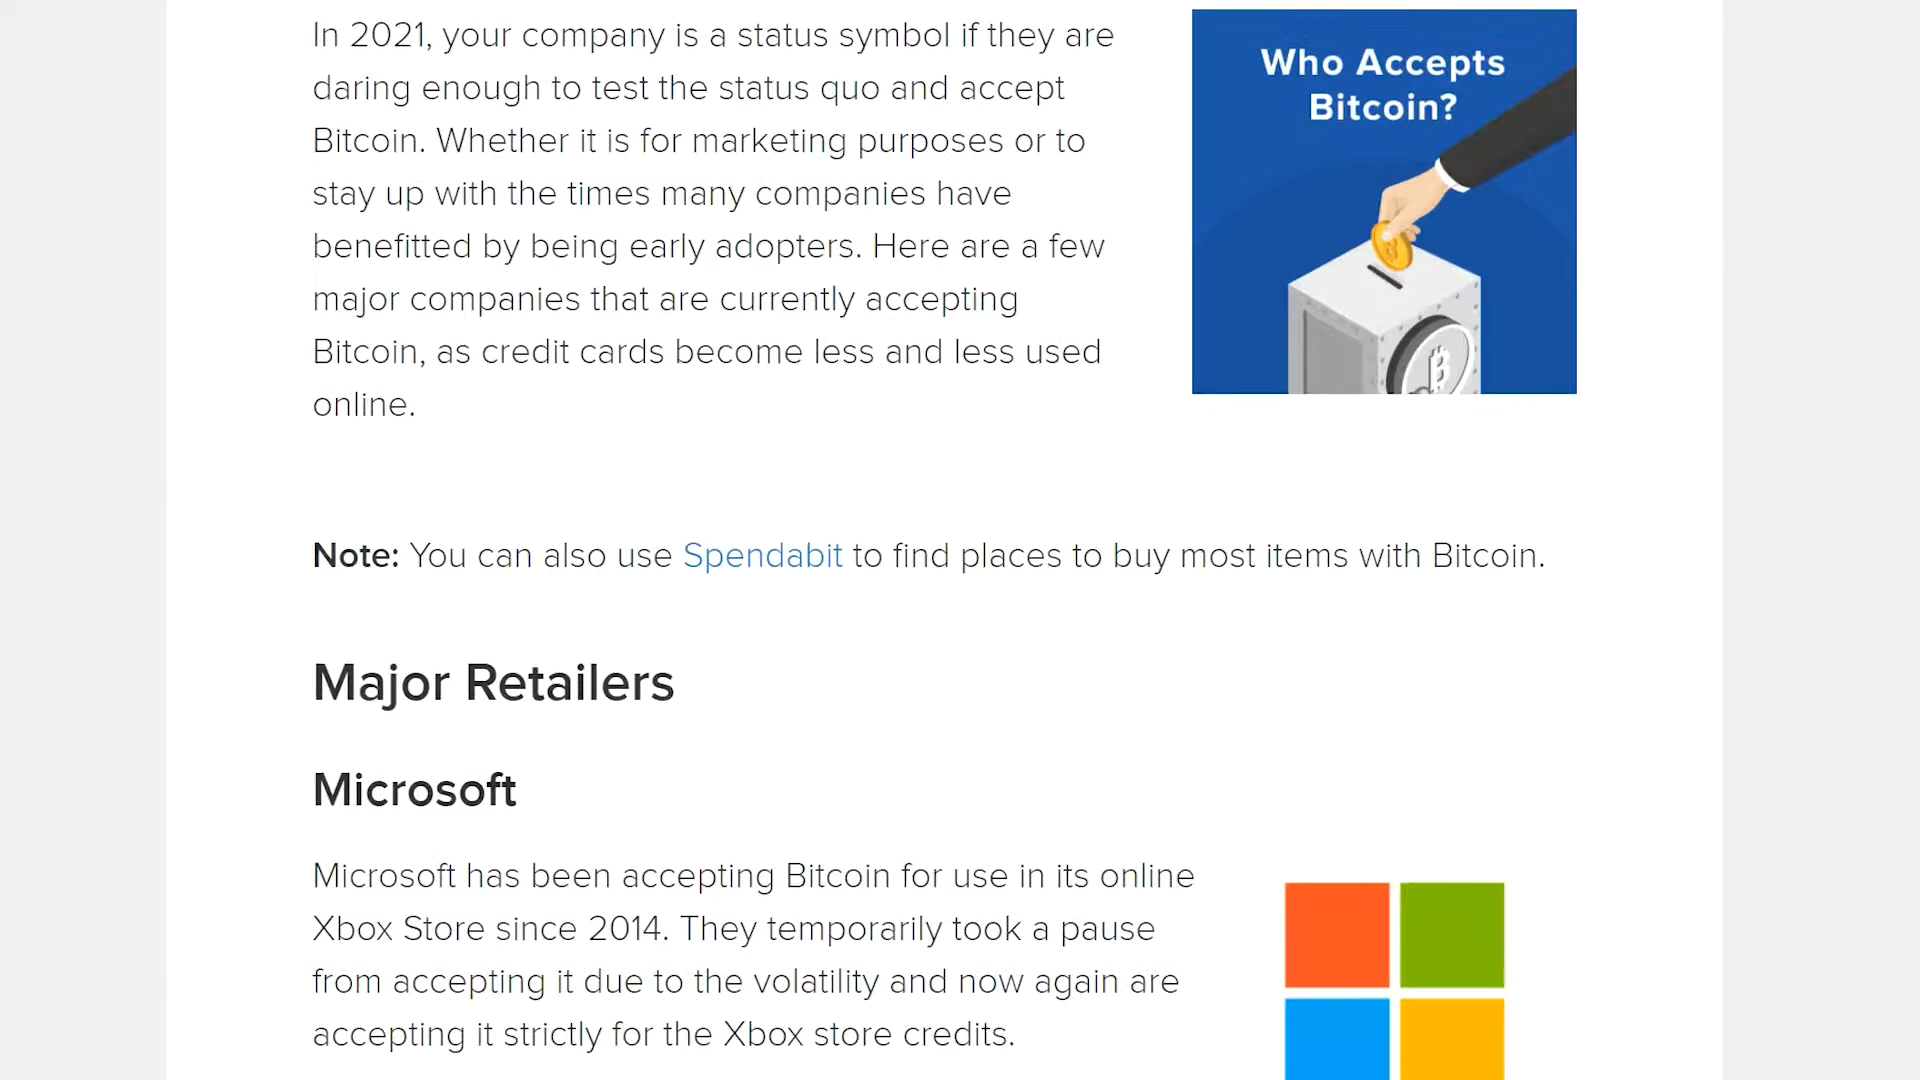 In 2021, your company is a status symbol if they are
daring enough to test the status quo and accept
Bitcoin. Whether it is for marketing purposes or to
stay up with the times many companies have
benefitted by being early adopters. Here are a few
major companies that are currently accepting
Bitcoin, as credit cards become less and less used
online.
Who Accepts
Bitcoin?
Note: You can also use Spendabit to find places to buy most items with Bitcoin.
Major Retailers
Microsoft
Microsoft has been accepting Bitcoin for use in its online
Xbox Store since 2014. They temporarily took a pause
from accepting it due to the volatility and now again are
accepting it strictly for the Xbox store credits.